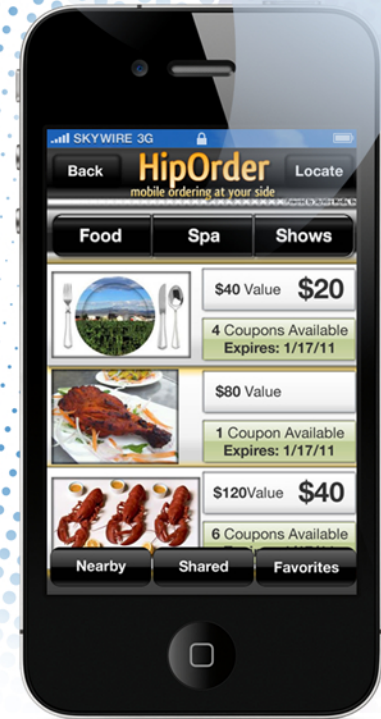 SKYWIRE 3G
Back
HipOrder
Locate
mobile ordering at your side
Food
Spa
Shows
$40 Value $20
4 Coupons Available
Expires: 1/17/11
$80 Value
1 Coupon Available
Expires: 1/17/11
$120Value $40
6 Coupons Available
Nearby
Shared
Favorites